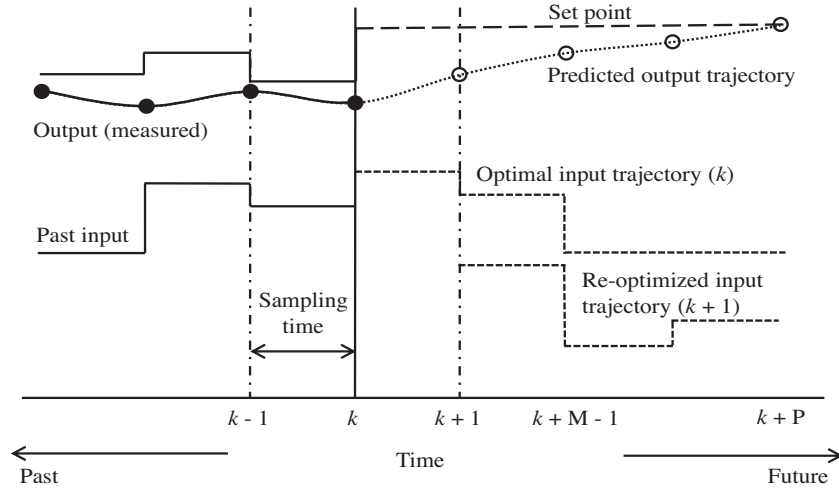 Set point
Predicted output trajectory
Output (measured)
Optimal input trajectory (k)
Past input
Re-optimized input
trajectory (k + 1)
Sampling
time
k - 1
k
k + 1
k + M - 1
k + P
Time
Past
Future